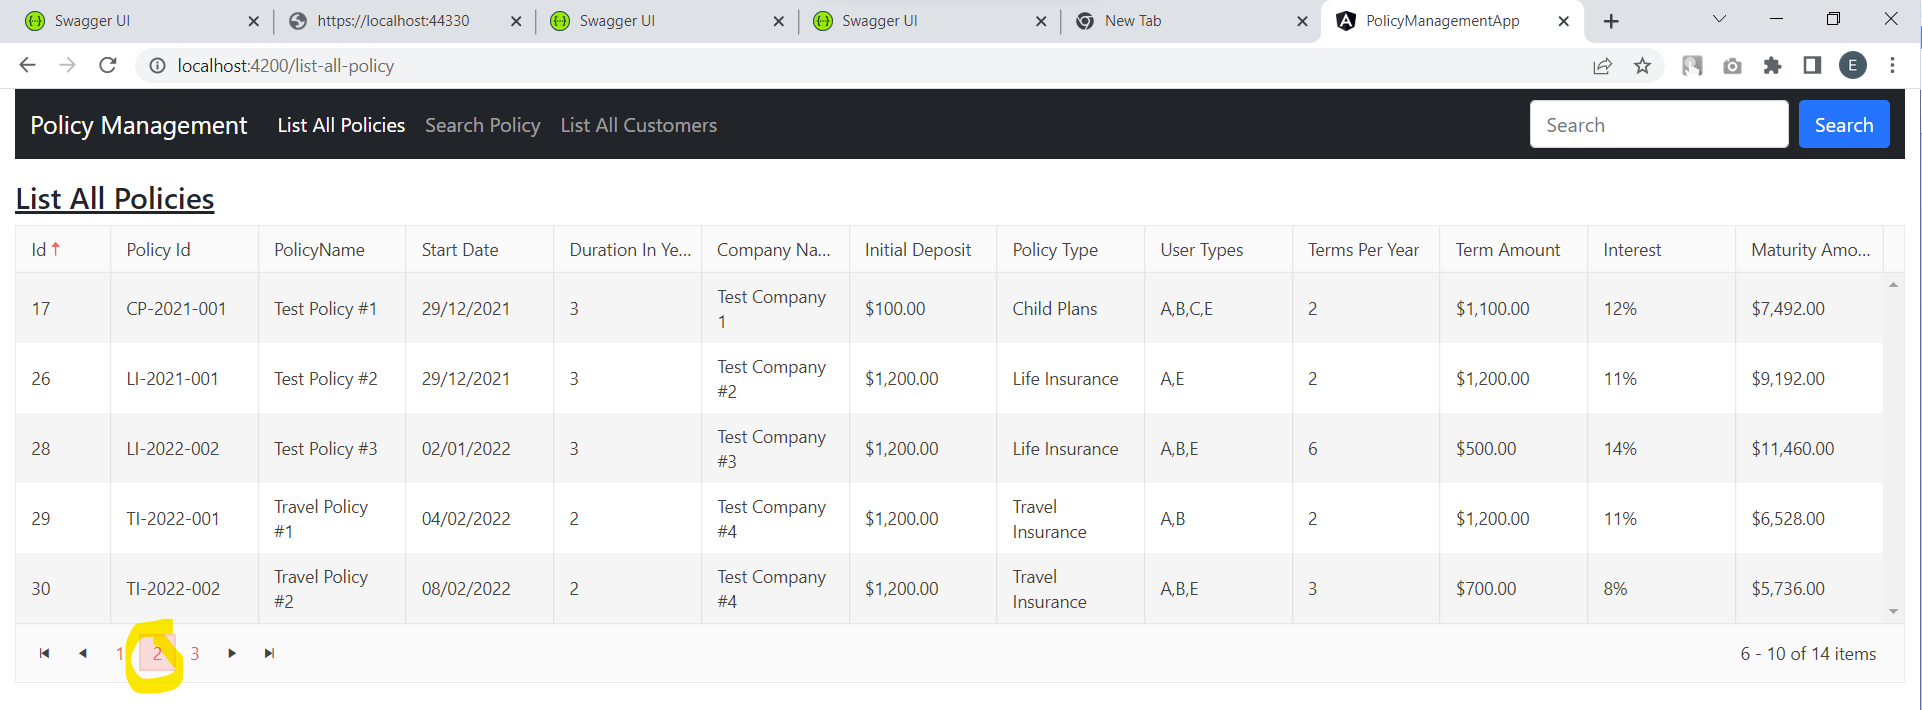 Swagger UI
https://localhost:44330
Swagger UI
Swagger UI
New Tab
PolicyManagementApp
localhost:4200/list-all-policy
E
Policy Management List All Policies Search Policy List All Customers Search Search
List All Policies
Id Policy Id PolicyName Start Date Duration In Ye... Company Na... Initial Deposit Policy Type User Types Terms Per Year Term Amount Interest Maturity Amo...
17 CP-2021-001 Test Policy #1 29/12/2021 3 Test Company 1 $100.00 Child Plans A,B,C,E 2 $1,100.00 12% $7,492.00
26 LI-2021-001 Test Policy #2 29/12/2021 3 Test Company #2 $1,200.00 Life Insurance A,E 2 $1,200.00 11% $9,192.00
28 LI-2022-002 Test Policy #3 02/01/2022 3 Test Company #3 $1,200.00 Life Insurance A,B,E 6 $500.00 14% $11,460.00
29 TI-2022-001 Travel Policy #1 04/02/2022 2 Test Company #4 $1,200.00 Travel Insurance A,B 2 $1,200.00 11% $6,528.00
30 TI-2022-002 Travel Policy #2 08/02/2022 2 Test Company #4 $1,200.00 Travel Insurance A,B,E 3 $700.00 8% $5,736.00
1 2 3 6 - 10 of 14 items